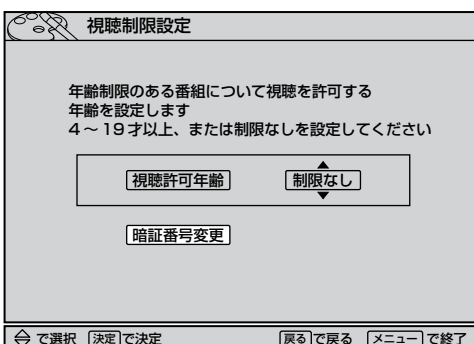 視聴制限設定
年齢制限のある番組について視聴を許可する
年齢を設定します
4～19才以上、または制限なしを設定してください
視聴許可年齢 制限なし
暗証番号変更
で選択 決定で決定 戻るで戻る メニューで終了